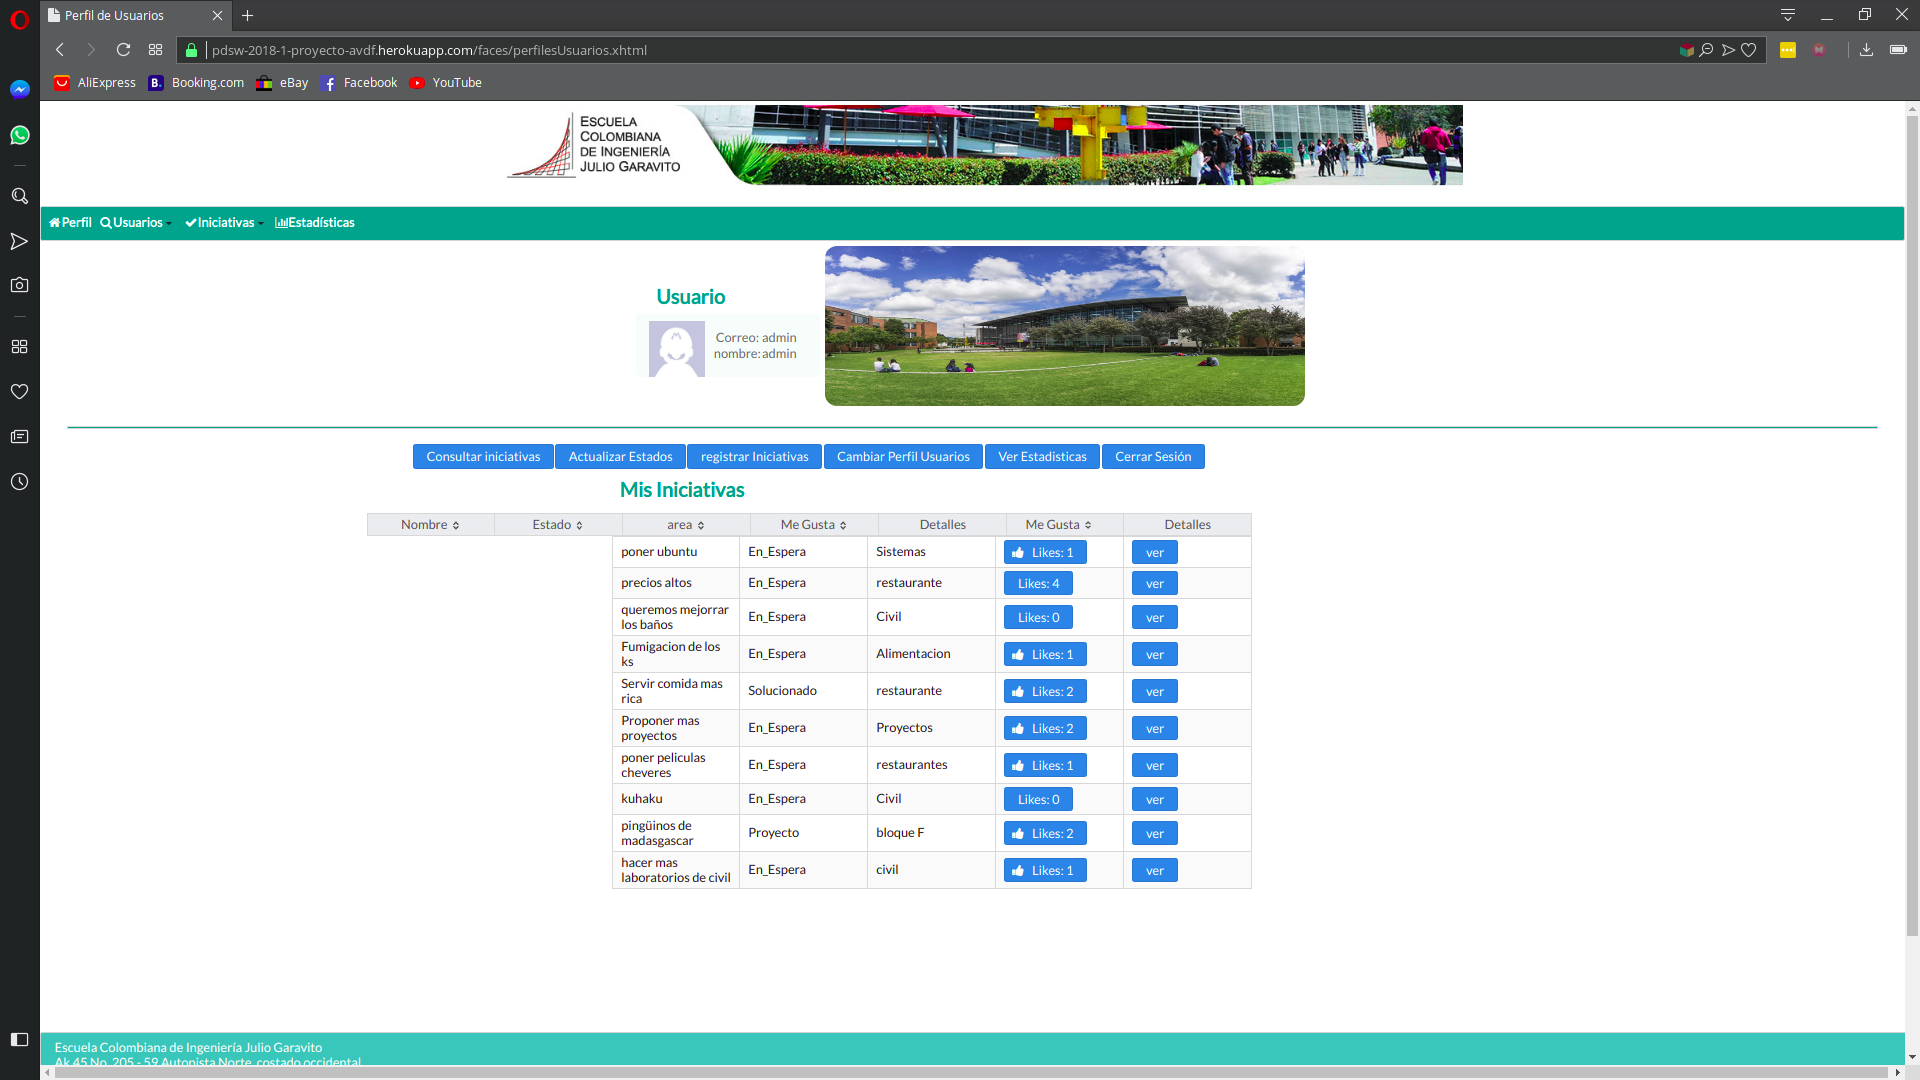 Perfil de Usuarios
pdsw-2018-1-proyecto-avdf.herokuapp.com/faces/perfilesUsuarios.xhtml
AliExpress Booking.com eBay Facebook YouTube
ESCUELA
COLOMBIANA
DE INGENIERÍA
JULIO GARAVITO
Perfil Usuarios Iniciativas Estadísticas
Usuario
Correo: admin
nombre: admin
Consultar iniciativas Actualizar Estados registrar Iniciativas Cambiar Perfil Usuarios Ver Estadisticas Cerrar Sesión
Mis Iniciativas
Nombre Estado area Me Gusta Detalles Me Gusta Detalles
poner ubuntu En_Espera Sistemas Likes: 1 ver
precios altos En_Espera restaurante Likes: 4 ver
queremos mejorrar
los baños En_Espera Civil Likes: 0 ver
Fumigacion de los
ks En_Espera Alimentacion Likes: 1 ver
Servir comida mas
rica Solucionado restaurante Likes: 2 ver
Proponer mas
proyectos En_Espera Proyectos Likes: 2 ver
poner peliculas
cheveres En_Espera restaurantes Likes: 1 ver
kuhaku En_Espera Civil Likes: 0 ver
pingüinos de
madasgascar Proyecto bloque F Likes: 2 ver
hacer mas
laboratorios de civil En_Espera civil Likes: 1 ver
Escuela Colombiana de Ingeniería Julio Garavito
Ak 45 No. 205 - 59 Autopista Norte, costado occidental